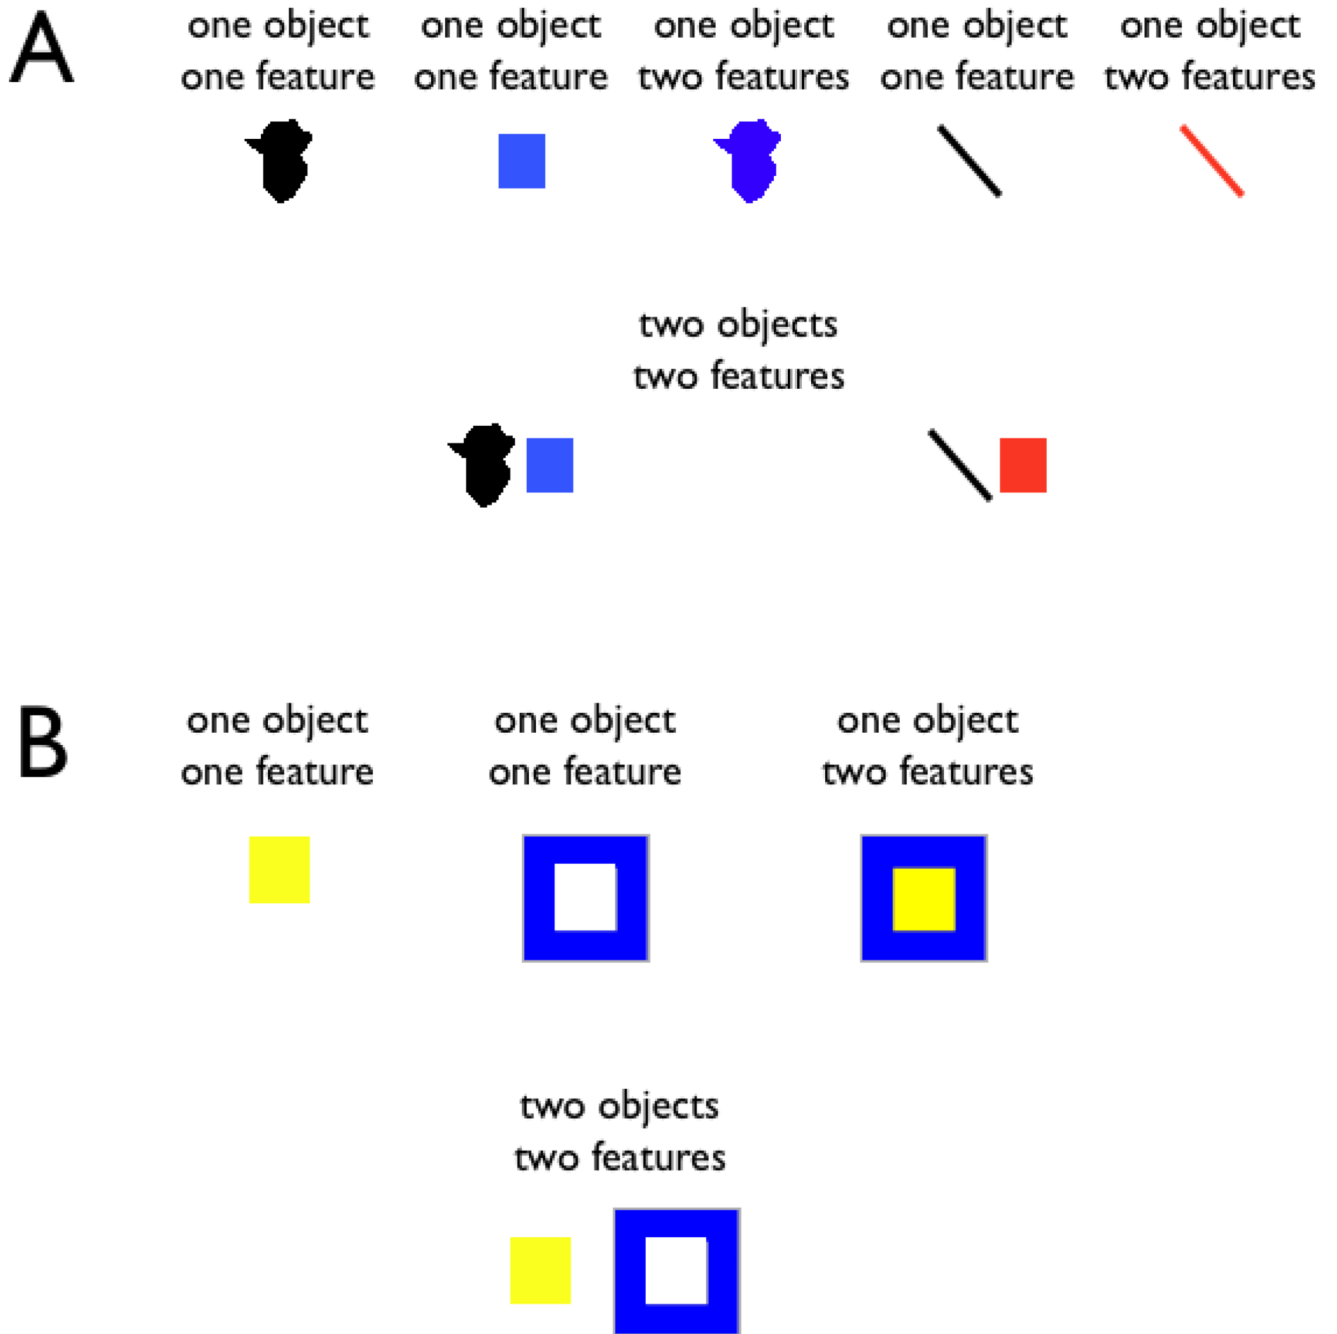 A
one object one object one object one object one object
one feature one feature two features one feature two features
two objects
two features
B
one object one object one object
one feature one feature two features
two objects
two features